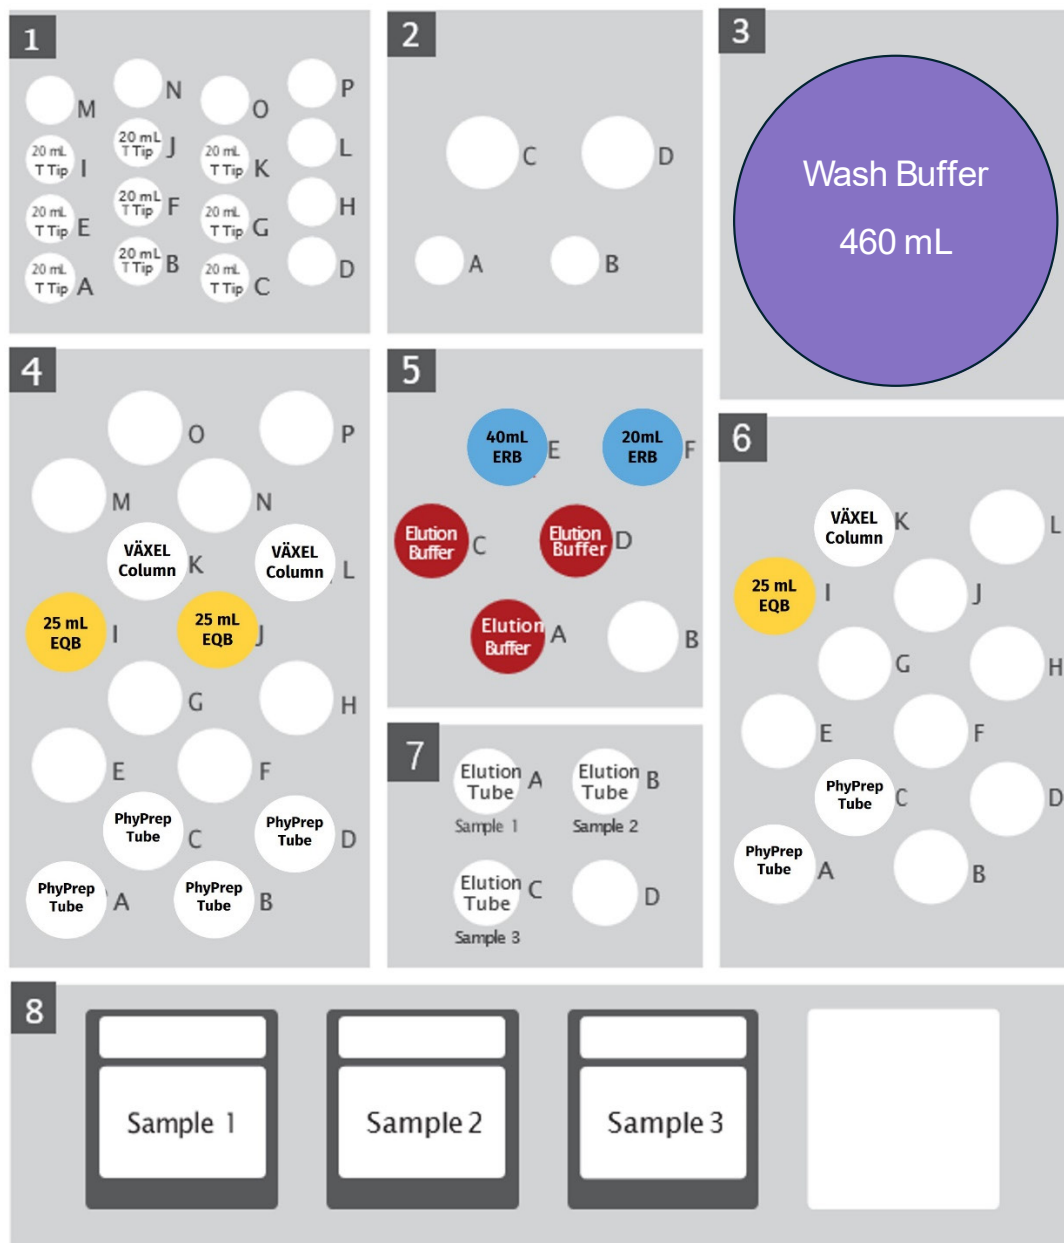 1
M
N
O
P
20 mL
T Tip I
20 mL
T Tip J
20 mL
T Tip K
L
20 mL
T Tip E
20 mL
T Tip F
20 mL
T Tip G
H
20 mL
T Tip A
20 mL
T Tip B
20 mL
T Tip C
D
2
C
D
A
B
3
Wash Buffer
460 mL
4
O
P
M
N
VÄXEL
Column K
VÄXEL
Column L
25 mL
EQB I
25 mL
EQB J
G
H
E
F
PhyPrep
Tube C
PhyPrep
Tube D
PhyPrep
Tube A
PhyPrep
Tube B
5
40mL
ERB E
20mL
ERB F
Elution
Buffer C
Elution
Buffer D
Elution
Buffer A
B
6
VÄXEL
Column K
L
25 mL
EQB I
J
G
H
E
F
PhyPrep
Tube C
D
PhyPrep
Tube A
B
7
Elution
Tube A
Sample 1
Elution
Tube B
Sample 2
Elution
Tube C
Sample 3
D
8
Sample 1
Sample 2
Sample 3